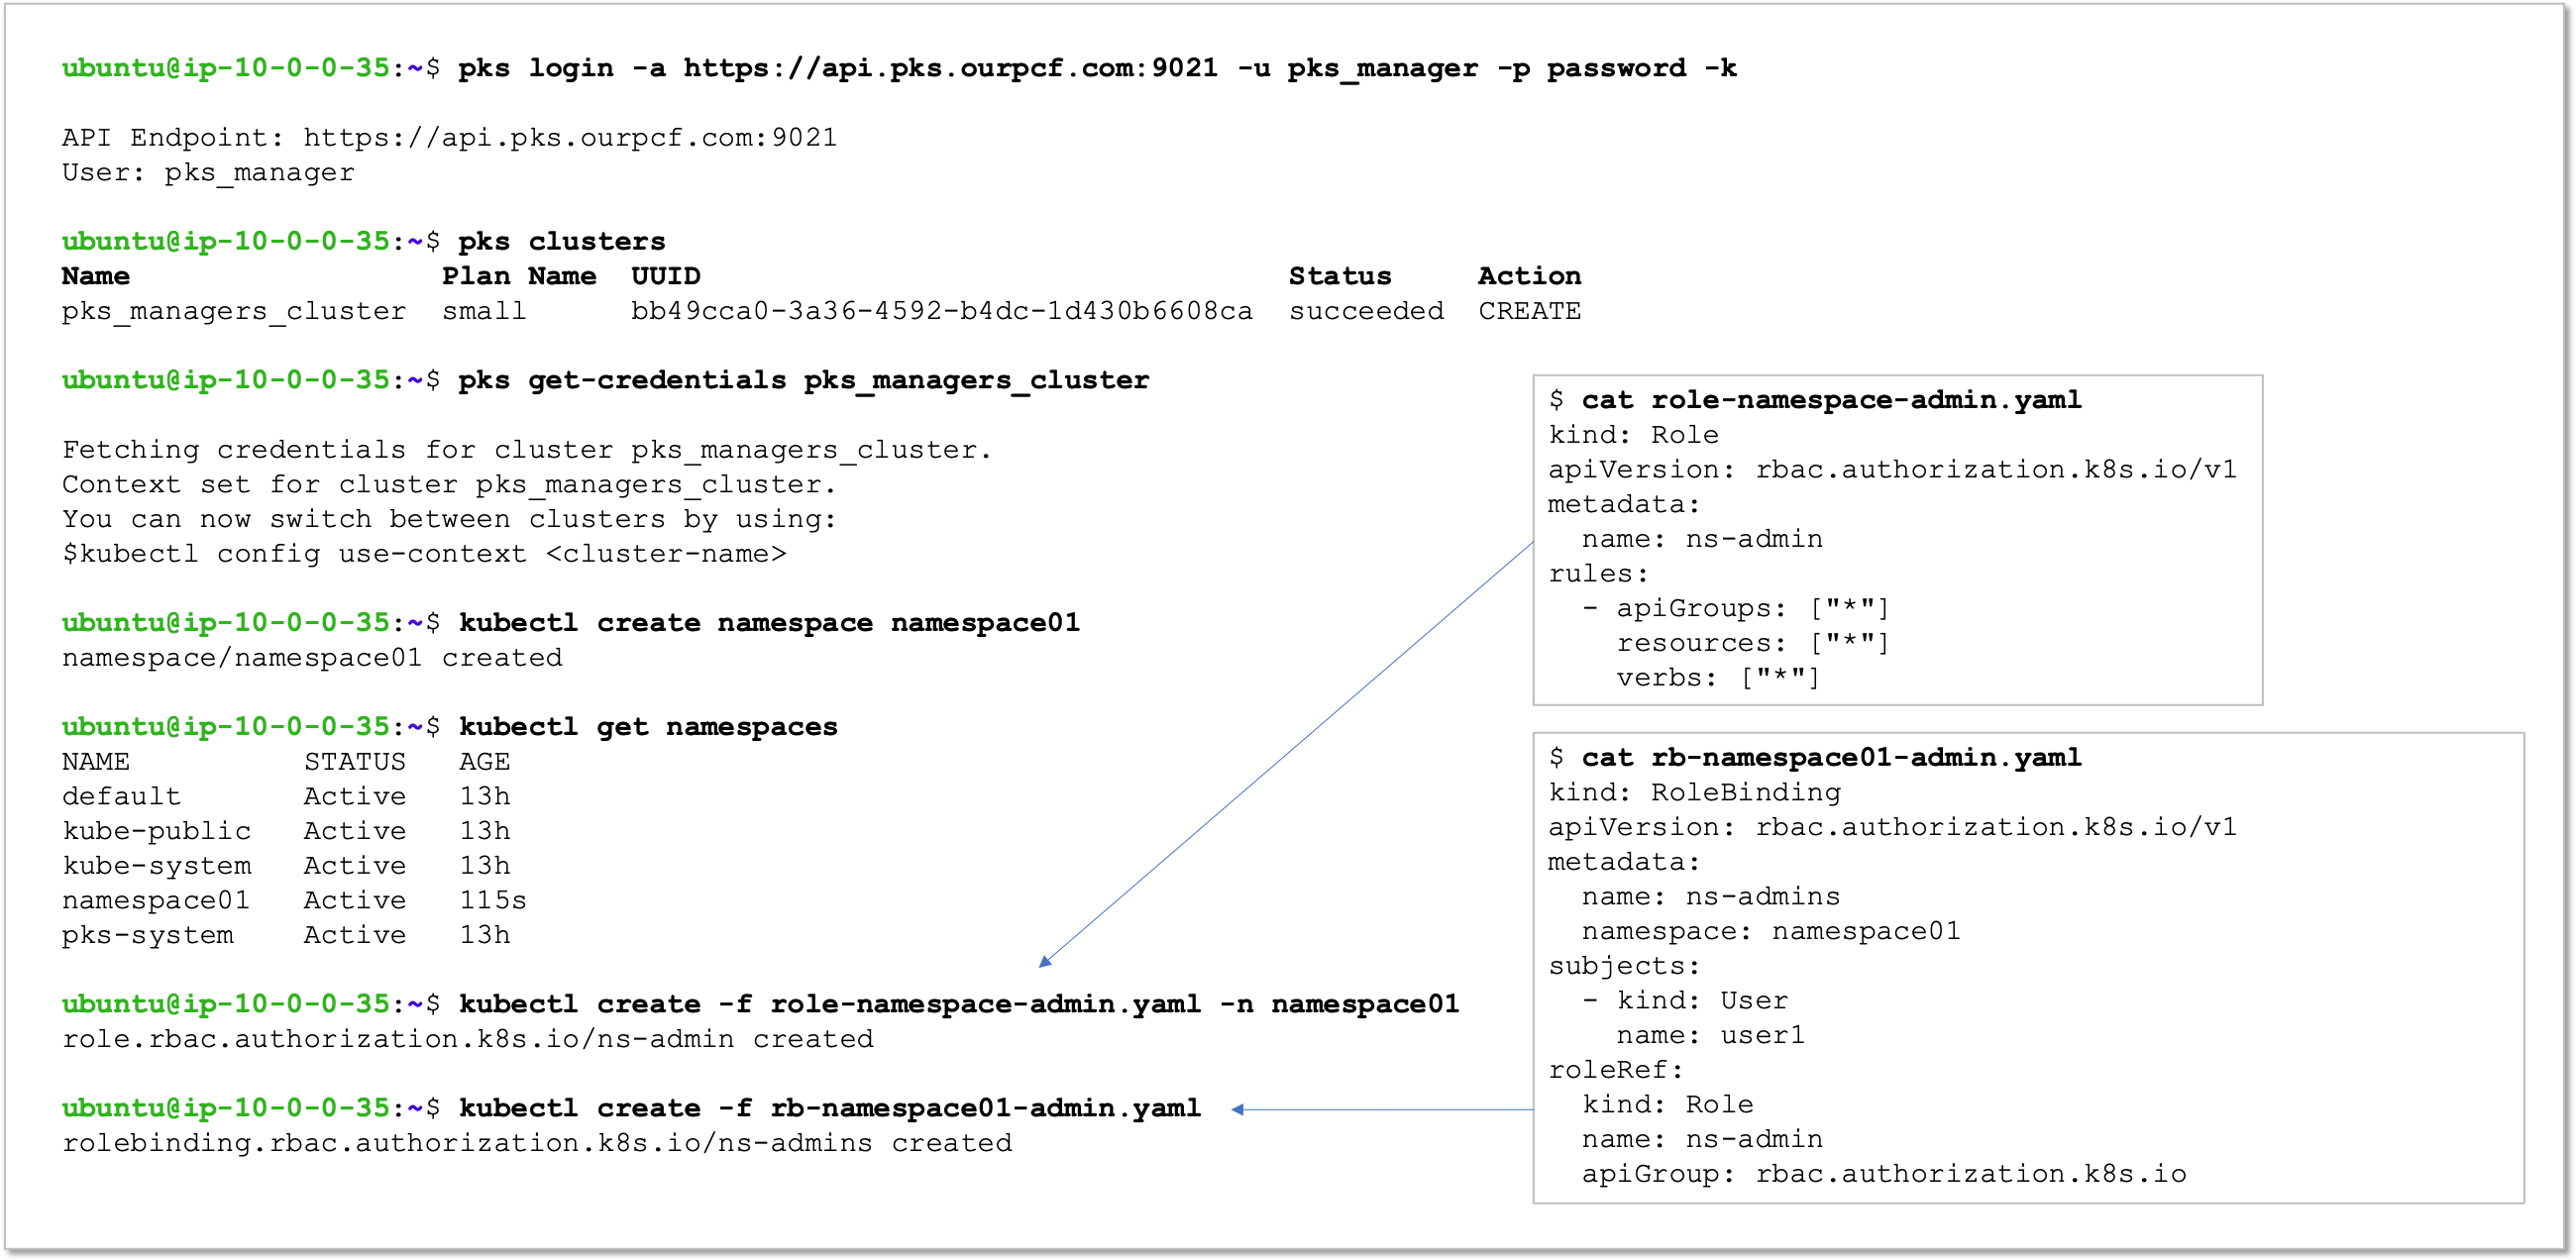 ubuntu@ip-10-0-0-35:~$ pks login -a https://api.pks.ourpcf.com:9021 -u pks_manager -p password -k
API Endpoint: https://api.pks.ourpcf.com:9021
User: pks_manager
ubuntu@ip-10-0-0-35:~$ pks clusters
Name Plan Name UUID Status Action
pks_managers_cluster small bb49cca0-3a36-4592-b4dc-1d430b6608ca succeeded CREATE
ubuntu@ip-10-0-0-35:~$ pks get-credentials pks_managers_cluster
Fetching credentials for cluster pks_managers_cluster.
Context set for cluster pks_managers_cluster.
You can now switch between clusters by using:
$kubectl config use-context <cluster-name>
ubuntu@ip-10-0-0-35:~$ kubectl create namespace namespace01
namespace/namespace01 created
ubuntu@ip-10-0-0-35:~$ kubectl get namespaces
NAME STATUS AGE
default Active 13h
kube-public Active 13h
kube-system Active 13h
namespace01 Active 115s
pks-system Active 13h
ubuntu@ip-10-0-0-35:~$ kubectl create -f role-namespace-admin.yaml -n namespace01
role.rbac.authorization.k8s.io/ns-admin created
ubuntu@ip-10-0-0-35:~$ kubectl create -f rb-namespace01-admin.yaml
rolebinding.rbac.authorization.k8s.io/ns-admins created
$ cat role-namespace-admin.yaml
kind: Role
apiVersion: rbac.authorization.k8s.io/v1
metadata:
  name: ns-admin
rules:
  - apiGroups: ["*"]
    resources: ["*"]
    verbs: ["*"]
$ cat rb-namespace01-admin.yaml
kind: RoleBinding
apiVersion: rbac.authorization.k8s.io/v1
metadata:
  name: ns-admins
  namespace: namespace01
subjects:
  - kind: User
    name: user1
roleRef:
  kind: Role
  name: ns-admin
  apiGroup: rbac.authorization.k8s.io